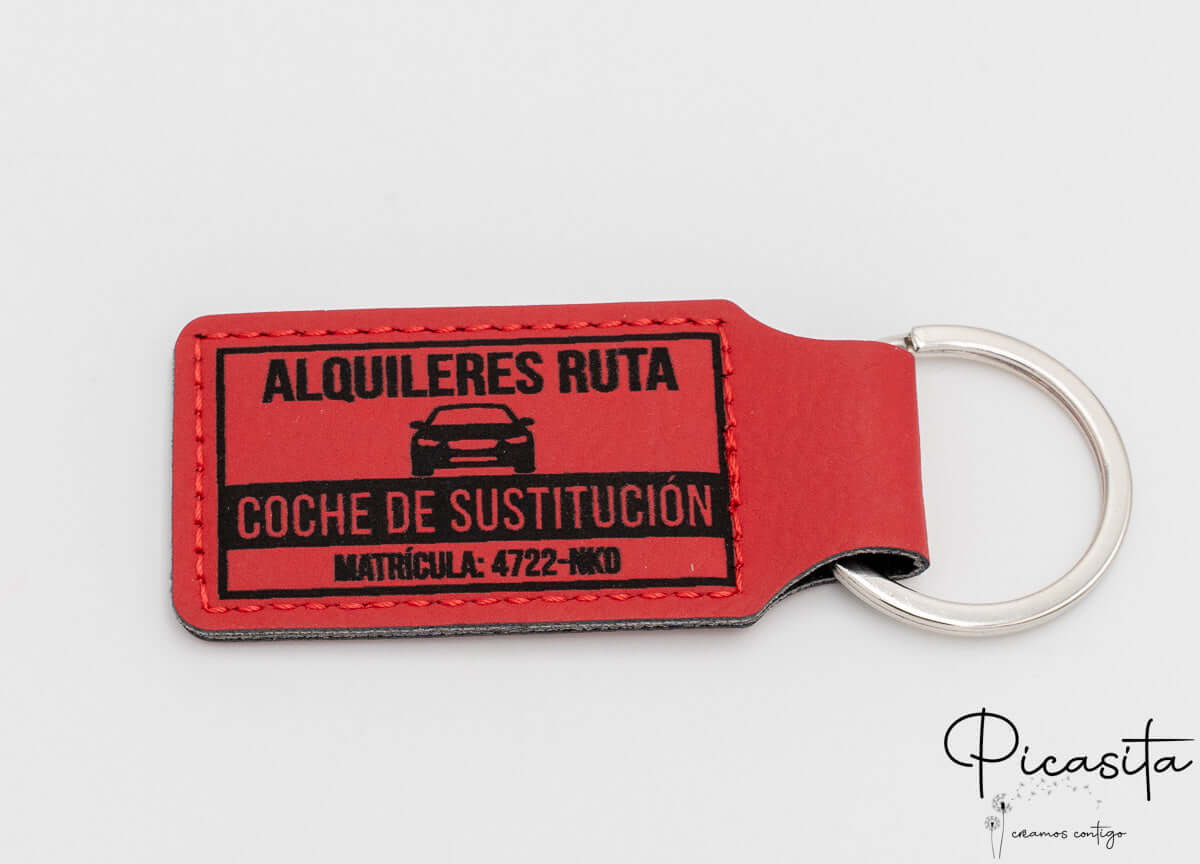 ALQUILERES RUTA
COCHE DE SUSTITUCIÓN
MATRÍCULA: 4722-NKD
Picasita
creamos contigo